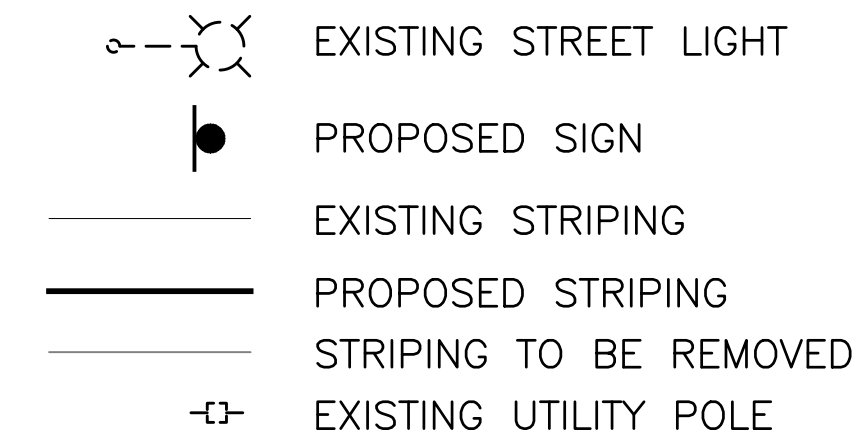 EXISTING STREET LIGHT
PROPOSED SIGN
EXISTING STRIPING
PROPOSED STRIPING
STRIPING TO BE REMOVED
EXISTING UTILITY POLE